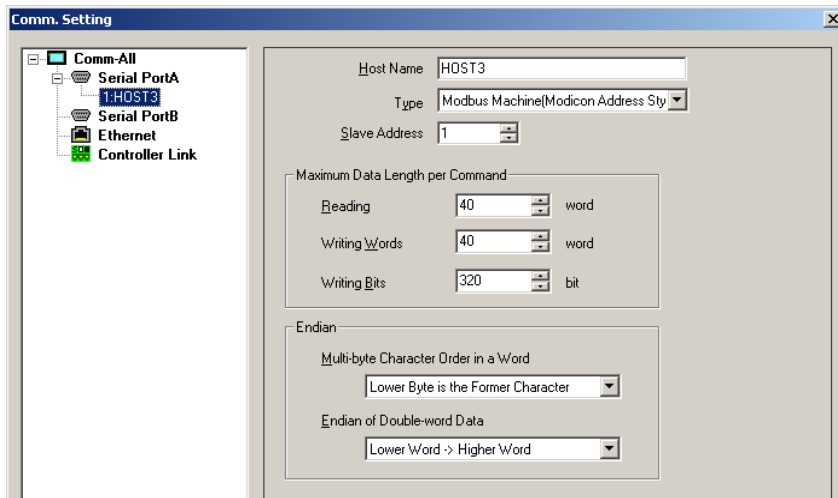 Comm. Setting
Comm-All
Serial PortA
1:HOST3
Serial PortB
Ethernet
Controller Link
Host Name HOST3
Type Modbus Machine(Modicon Address Sty
Slave Address 1
Maximum Data Length per Command
Reading 40 word
Writing Words 40 word
Writing Bits 320 bit
Endian
Multi-byte Character Order in a Word
Lower Byte is the Former Character
Endian of Double-word Data
Lower Word -> Higher Word